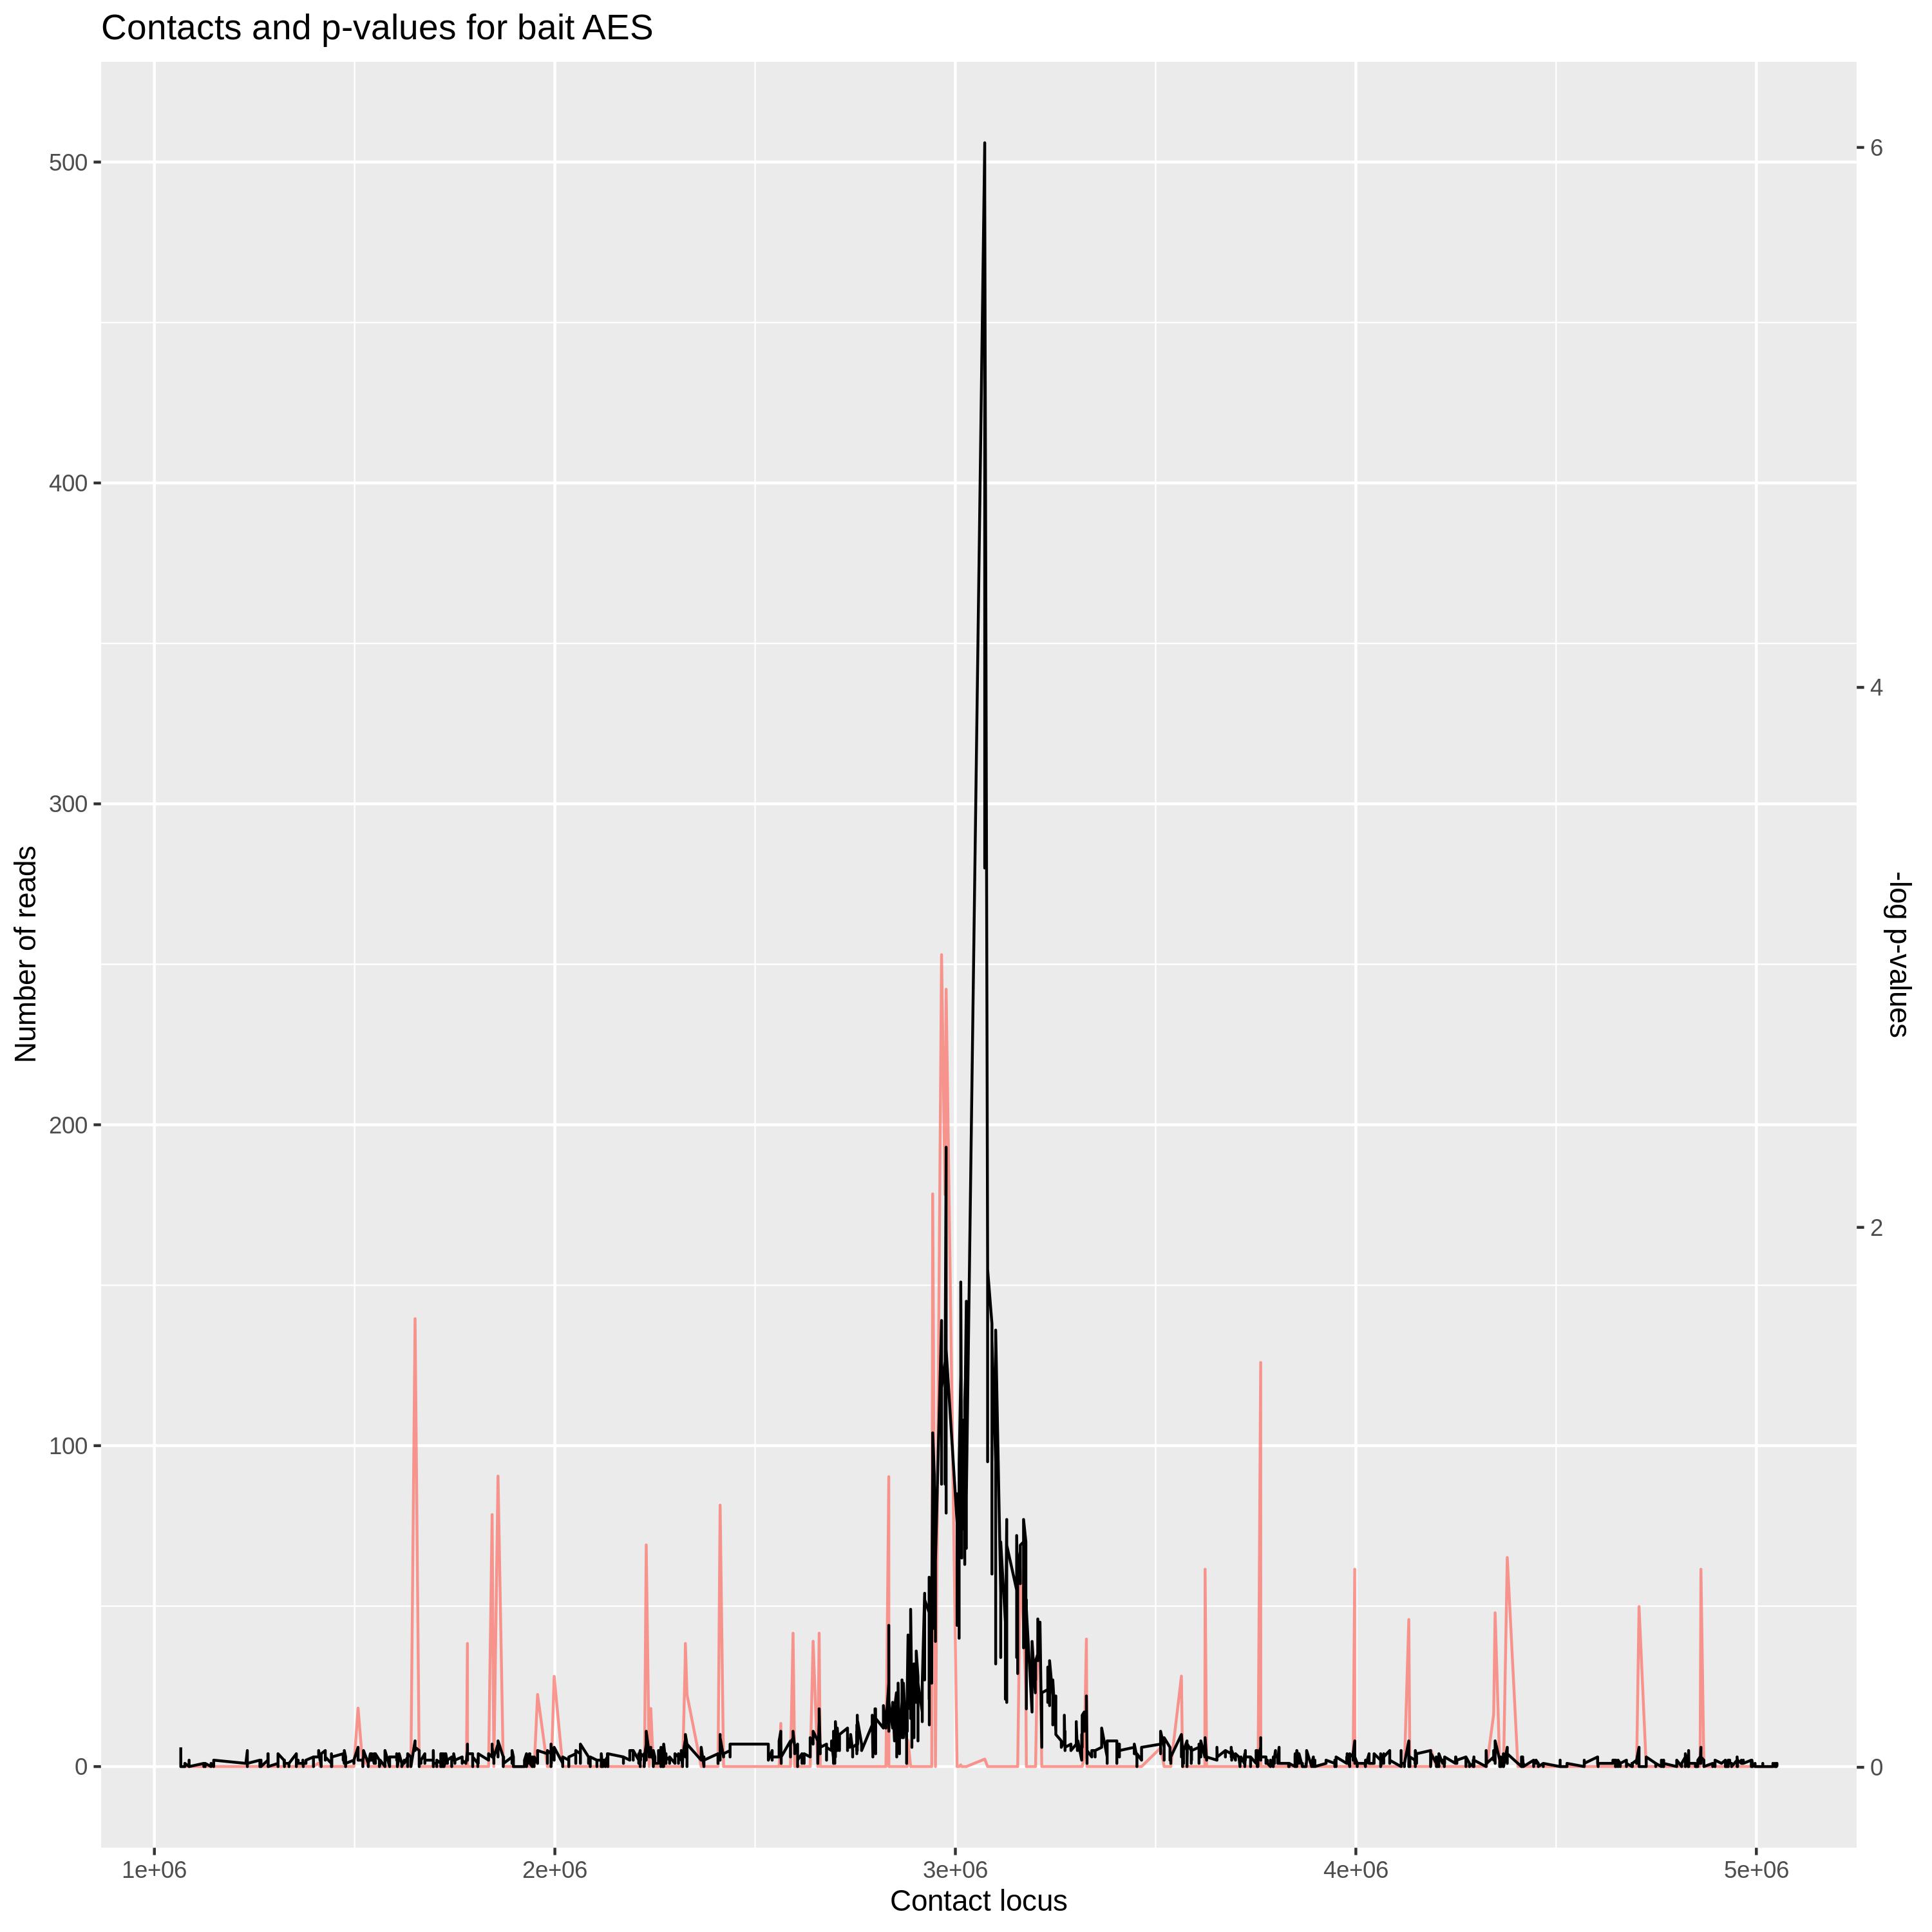 Contacts and p-values for bait AES
500
400
300
200
100
0
Number of reads
6
4
2
0
-log p-values
1e+06
2e+06
3e+06
4e+06
5e+06
Contact locus